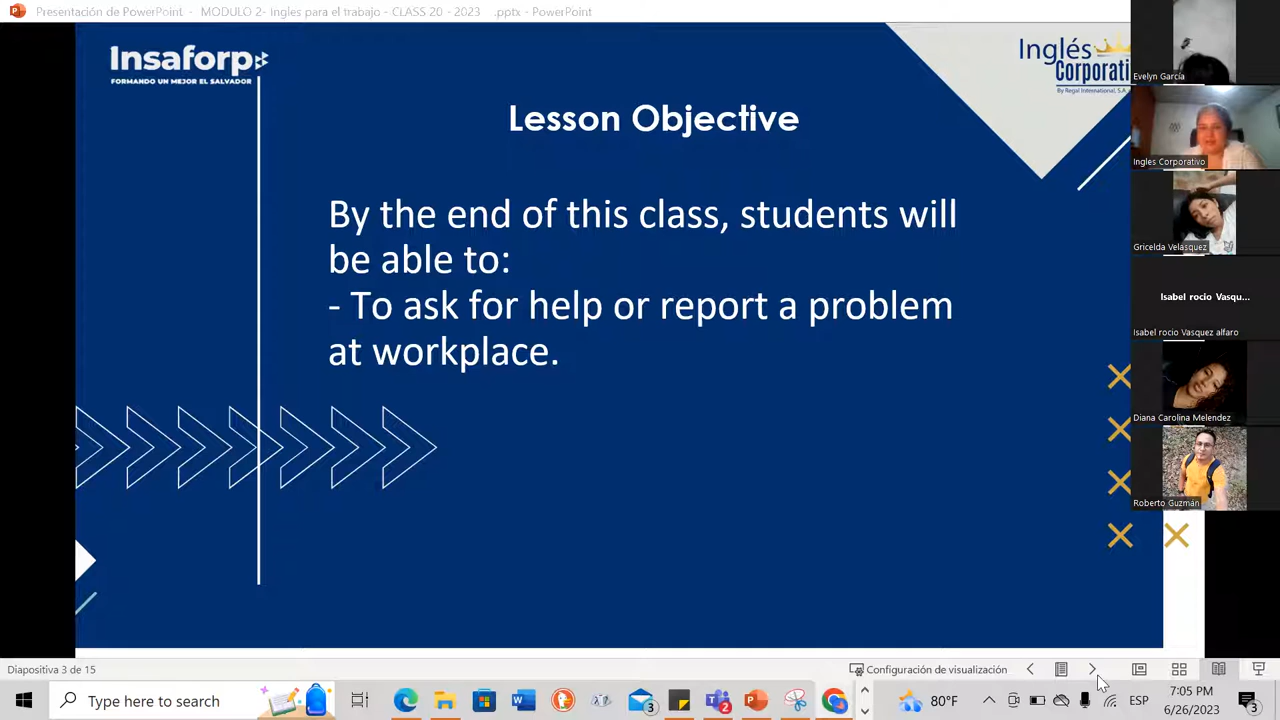 Presentación de PowerPoint - MODULO 2- ingles para el trabajo - CLASS 20 - 2023 .pptx - PowerPoint
Insaforp
FORMANDO UN MEJOR EL SALVADOR
Inglés
Corporati
By Regal International, S.A.
Lesson Objective
By the end of this class, students will
be able to:
- To ask for help or report a problem
at workplace.
Evelyn García
Ingles Corporativo
Gricelda Velasquez
Isabel rocio Vasqu...
Isabel rocio Vasquez alfaro
Diana Carolina Melendez
Roberto Guzmán
Diapositiva 3 de 15
Configuración de visualización
Type here to search
3
2
80°F
ESP
7:05 PM
6/26/2023
3